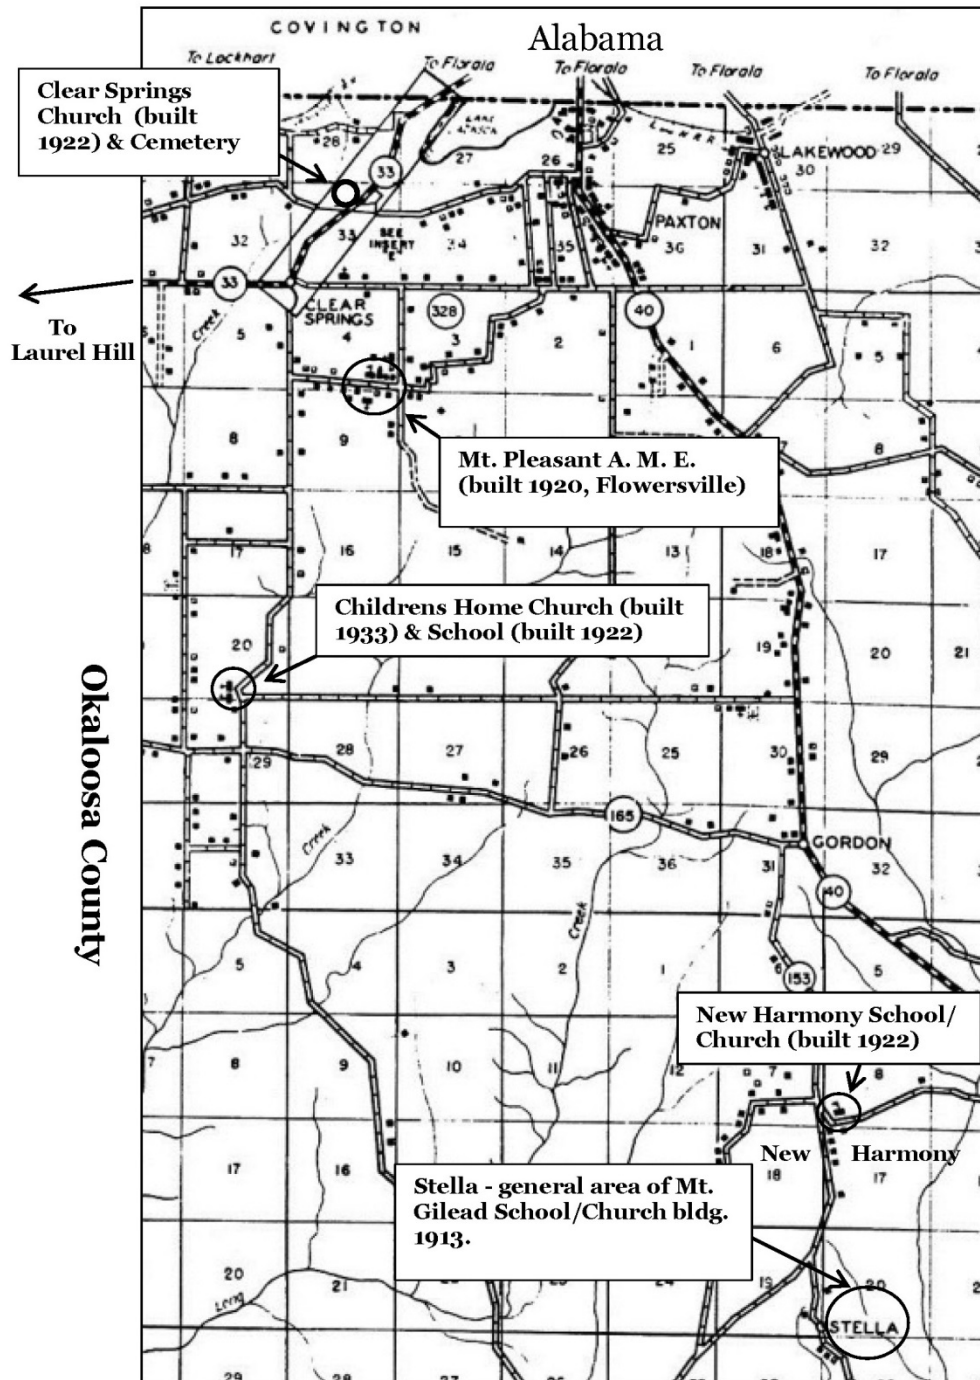 COVINGTON
Alabama
To Lockhart
To Florala
To Florala
To Florala
To Florala
Clear Springs
Church (built
1922) & Cemetery
28
27
26
25
LAKEWOOD
29
30
33
32
33
34
35
36
31
32
SEE
INSERT
PAXTON
33
To
Laurel Hill
CLEAR
SPRINGS
328
40
Creek
5
4
3
2
1
6
5
8
9
7
8
Mt. Pleasant A. M. E.
(built 1920, Flowersville)
17
16
15
14
13
18
17
Childrens Home Church (built
1933) & School (built 1922)
20
19
20
21
Okaloosa County
29
28
27
26
25
30
29
165
GORDON
Creek
33
34
35
36
31
32
40
Creek
5
4
3
2
1
6
5
153
New Harmony School/
Church (built 1922)
7
8
9
10
11
12
7
8
New Harmony
17
16
18
17
Stella - general area of Mt.
Gilead School/Church bldg.
1913.
20
21
19
20
Long
STELLA
29
28
27
26